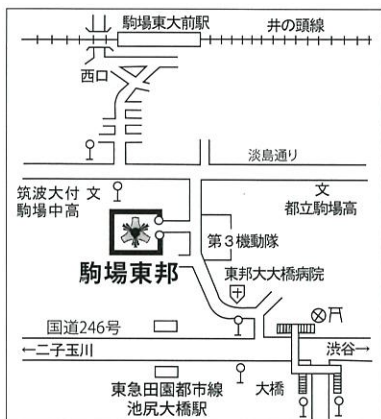 駒場東大前駅
井の頭線
西口
淡島通り
筑波大付 文
駒場中高
文
都立駒場高
第3機動隊
駒場東邦
東邦大大橋病院
国道246号
←二子玉川
渋谷→
東急田園都市線
池尻大橋駅
大橋